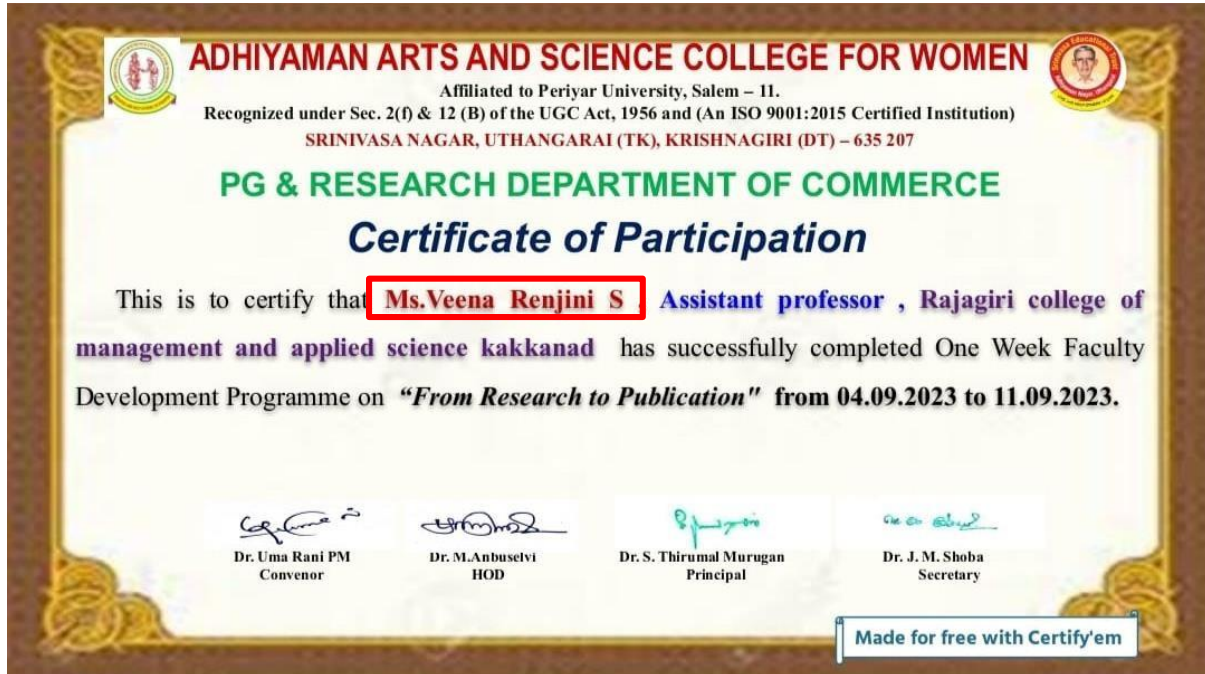 ADHIYAMAN ARTS AND SCIENCE COLLEGE FOR WOMEN
Affiliated to Periyar University, Salem – 11.
Recognized under Sec. 2(f) & 12 (B) of the UGC Act, 1956 and (An ISO 9001:2015 Certified Institution)
SRINIVASA NAGAR, UTHANGARAI (TK), KRISHNAGIRI (DT) – 635 207
PG & RESEARCH DEPARTMENT OF COMMERCE
Certificate of Participation
This is to certify that Ms.Veena Renjini S , Assistant professor , Rajagiri college of
management and applied science kakkanad has successfully completed One Week Faculty
Development Programme on “From Research to Publication" from 04.09.2023 to 11.09.2023.
Dr. Uma Rani PM Dr. M.Anbuselvi Dr. S. Thirumal Murugan Dr. J. M. Shoba
Convenor HOD Principal Secretary
Made for free with Certify'em